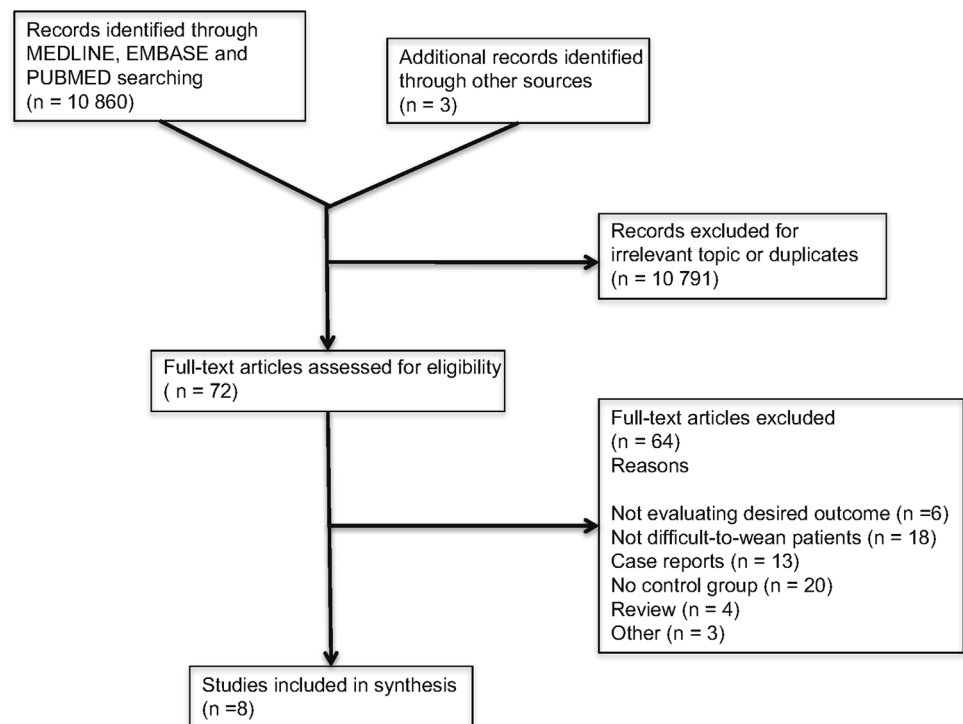 Records identified through
MEDLINE, EMBASE and
PUBMED searching
(n = 10 860)
Additional records identified
through other sources
(n = 3)
Records excluded for
irrelevant topic or duplicates
(n = 10 791)
Full-text articles assessed for eligibility
( n = 72)
Full-text articles excluded
(n = 64)
Reasons
Not evaluating desired outcome (n =6)
Not difficult-to-wean patients (n = 18)
Case reports (n = 13)
No control group (n = 20)
Review (n = 4)
Other (n = 3)
Studies included in synthesis
(n =8)